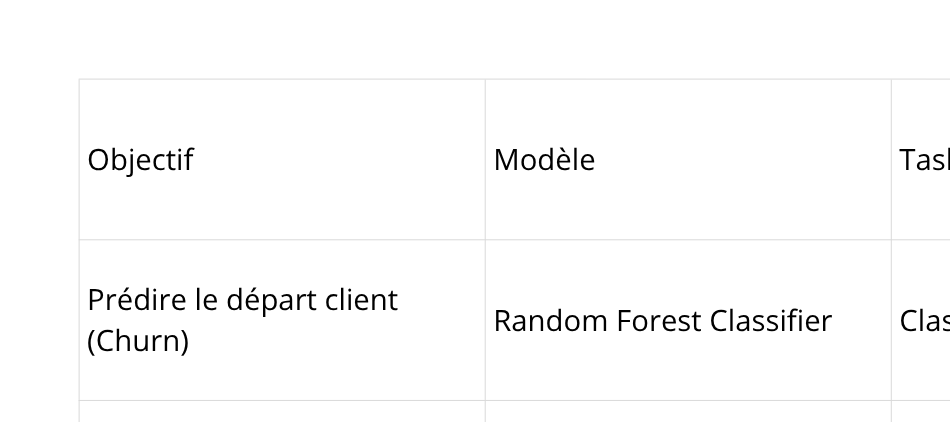 Objectif
Modèle
Prédire le départ client
(Churn)
Random Forest Classifier